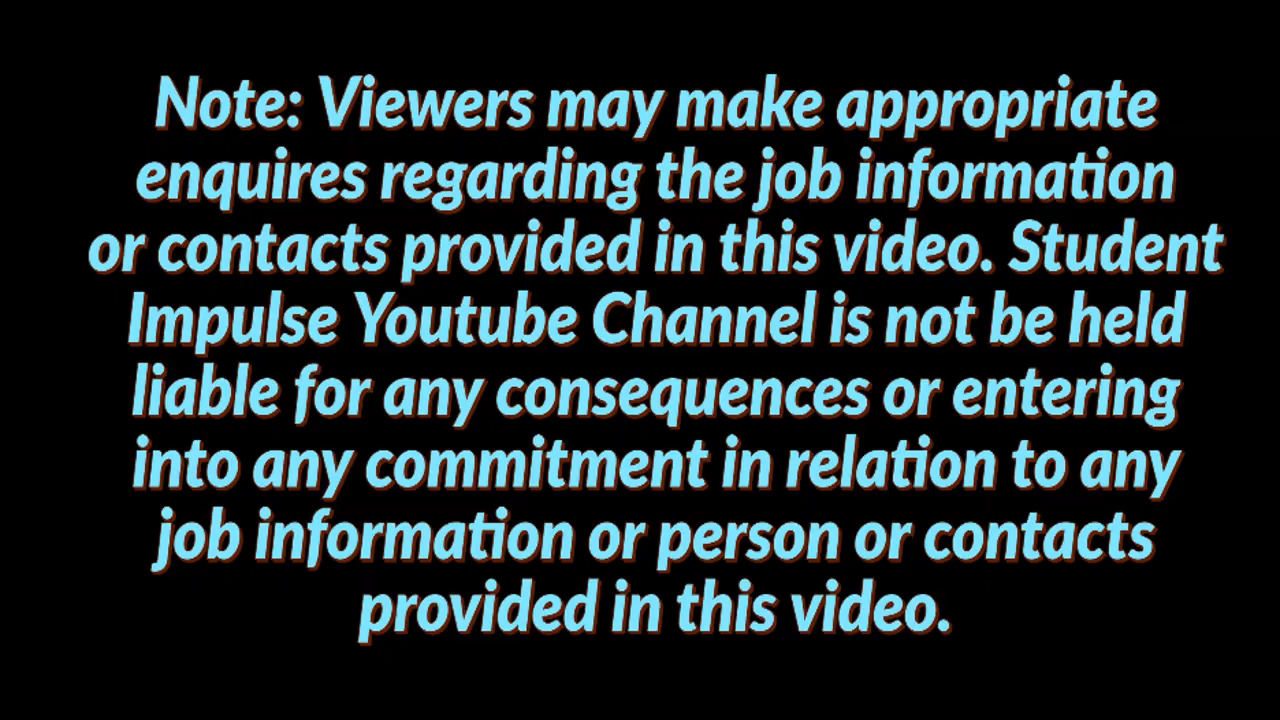 Note: Viewers may make appropriate
enquires regarding the job information
or contacts provided in this video. Student
Impulse Youtube Channel is not be held
liable for any consequences or entering
into any commitment in relation to any
job information or person or contacts
provided in this video.